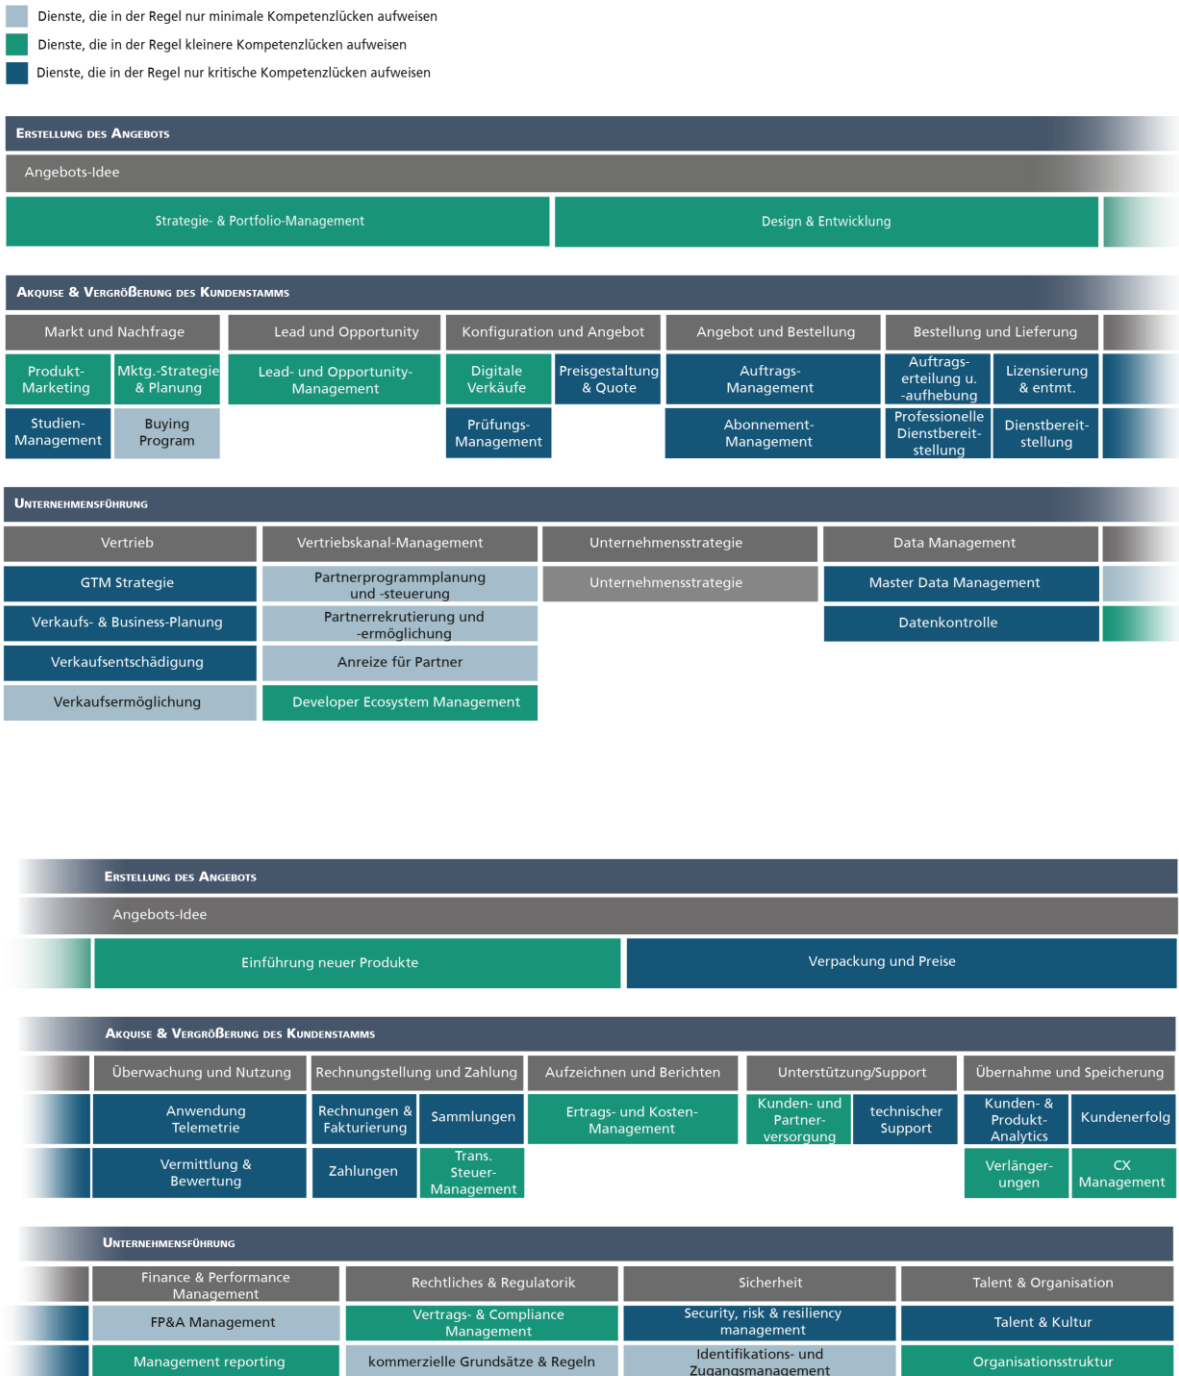 Dienste, die in der Regel nur minimale Kompetenzlücken aufweisen
Dienste, die in der Regel kleinere Kompetenzlücken aufweisen
Dienste, die in der Regel nur kritische Kompetenzlücken aufweisen
Erstellung des Angebots
Angebots-Idee
Strategie- & Portfolio-Management
Design & Entwicklung
Akquise & Vergrößerung des Kundenstamms
Markt und Nachfrage
Lead und Opportunity
Konfiguration und Angebot
Angebot und Bestellung
Bestellung und Lieferung
Produkt-
Marketing
Mktg.-Strategie
& Planung
Lead- und Opportunity-
Management
Digitale
Verkäufe
Preisgestaltung
& Quote
Auftrags-
Management
Auftrags-
erteilung u.
-aufhebung
Lizensierung
& entmt.
Studien-
Management
Buying
Program
Prüfungs-
Management
Abonnement-
Management
Professionelle
Dienstbereit-
stellung
Dienstbereit-
stellung
Unternehmensführung
Vertrieb
Vertriebskanal-Management
Unternehmensstrategie
Data Management
GTM Strategie
Partnerprogrammplanung
und -steuerung
Unternehmensstrategie
Master Data Management
Verkaufs- & Business-Planung
Partnerrekrutierung und
-ermöglichung
Datenkontrolle
Verkaufsentschädigung
Anreize für Partner
Verkaufsermöglichung
Developer Ecosystem Management
Erstellung des Angebots
Angebots-Idee
Einführung neuer Produkte
Verpackung und Preise
Akquise & Vergrößerung des Kundenstamms
Überwachung und Nutzung
Rechnungstellung und Zahlung
Aufzeichnen und Berichten
Unterstützung/Support
Übernahme und Speicherung
Anwendung
Telemetrie
Rechnungen &
Fakturierung
Sammlungen
Ertrags- und Kosten-
Management
Kunden- und
Partner-
versorgung
technischer
Support
Kunden- &
Produkt-
Analytics
Kundenerfolg
Vermittlung &
Bewertung
Zahlungen
Trans.
Steuer-
Management
Verlänger-
ungen
CX
Management
Unternehmensführung
Finance & Performance
Management
Rechtliches & Regulatorik
Sicherheit
Talent & Organisation
FP&A Management
Vertrags- & Compliance
Management
Security, risk & resiliency
management
Talent & Kultur
Management reporting
kommerzielle Grundsätze & Regeln
Identifikations- und
Zugangsmanagement
Organisationsstruktur